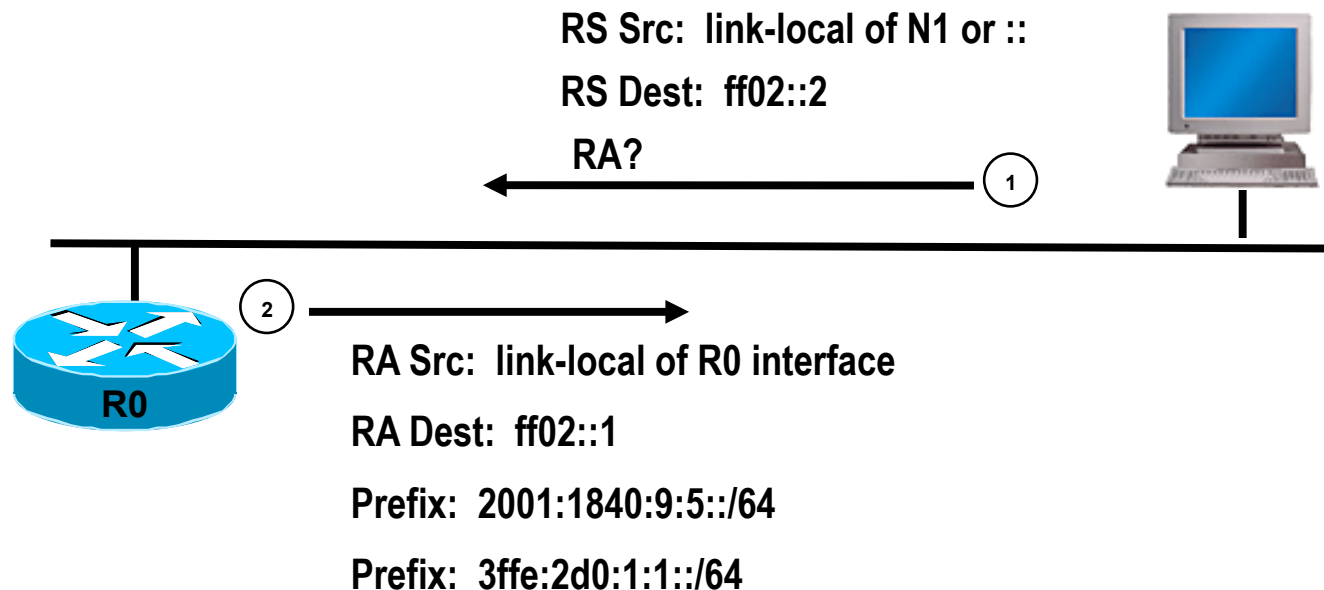 RS Src: link-local of N1 or ::
RS Dest: ff02::2
RA?
1
2
R0
RA Src: link-local of R0 interface
RA Dest: ff02::1
Prefix: 2001:1840:9:5::/64
Prefix: 3ffe:2d0:1:1::/64